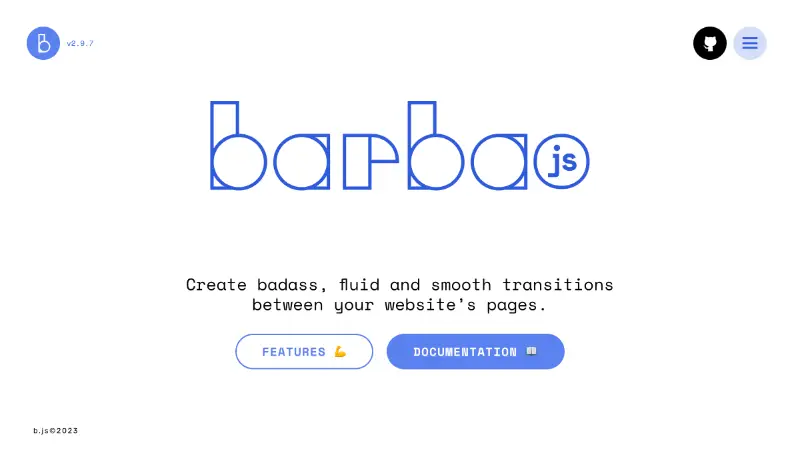 b v2.9.7
barba js
Create badass, fluid and smooth transitions
between your website's pages.
FEATURES 💪 DOCUMENTATION 📖
b.js©2023